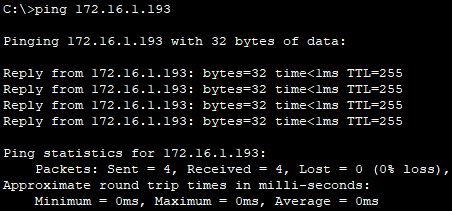 C:\>ping 172.16.1.193
Pinging 172.16.1.193 with 32 bytes of data:
Reply from 172.16.1.193: bytes=32 time<1ms TTL=255
Reply from 172.16.1.193: bytes=32 time<1ms TTL=255
Reply from 172.16.1.193: bytes=32 time<1ms TTL=255
Reply from 172.16.1.193: bytes=32 time<1ms TTL=255
Ping statistics for 172.16.1.193:
    Packets: Sent = 4, Received = 4, Lost = 0 (0% loss),
Approximate round trip times in milli-seconds:
    Minimum = 0ms, Maximum = 0ms, Average = 0ms